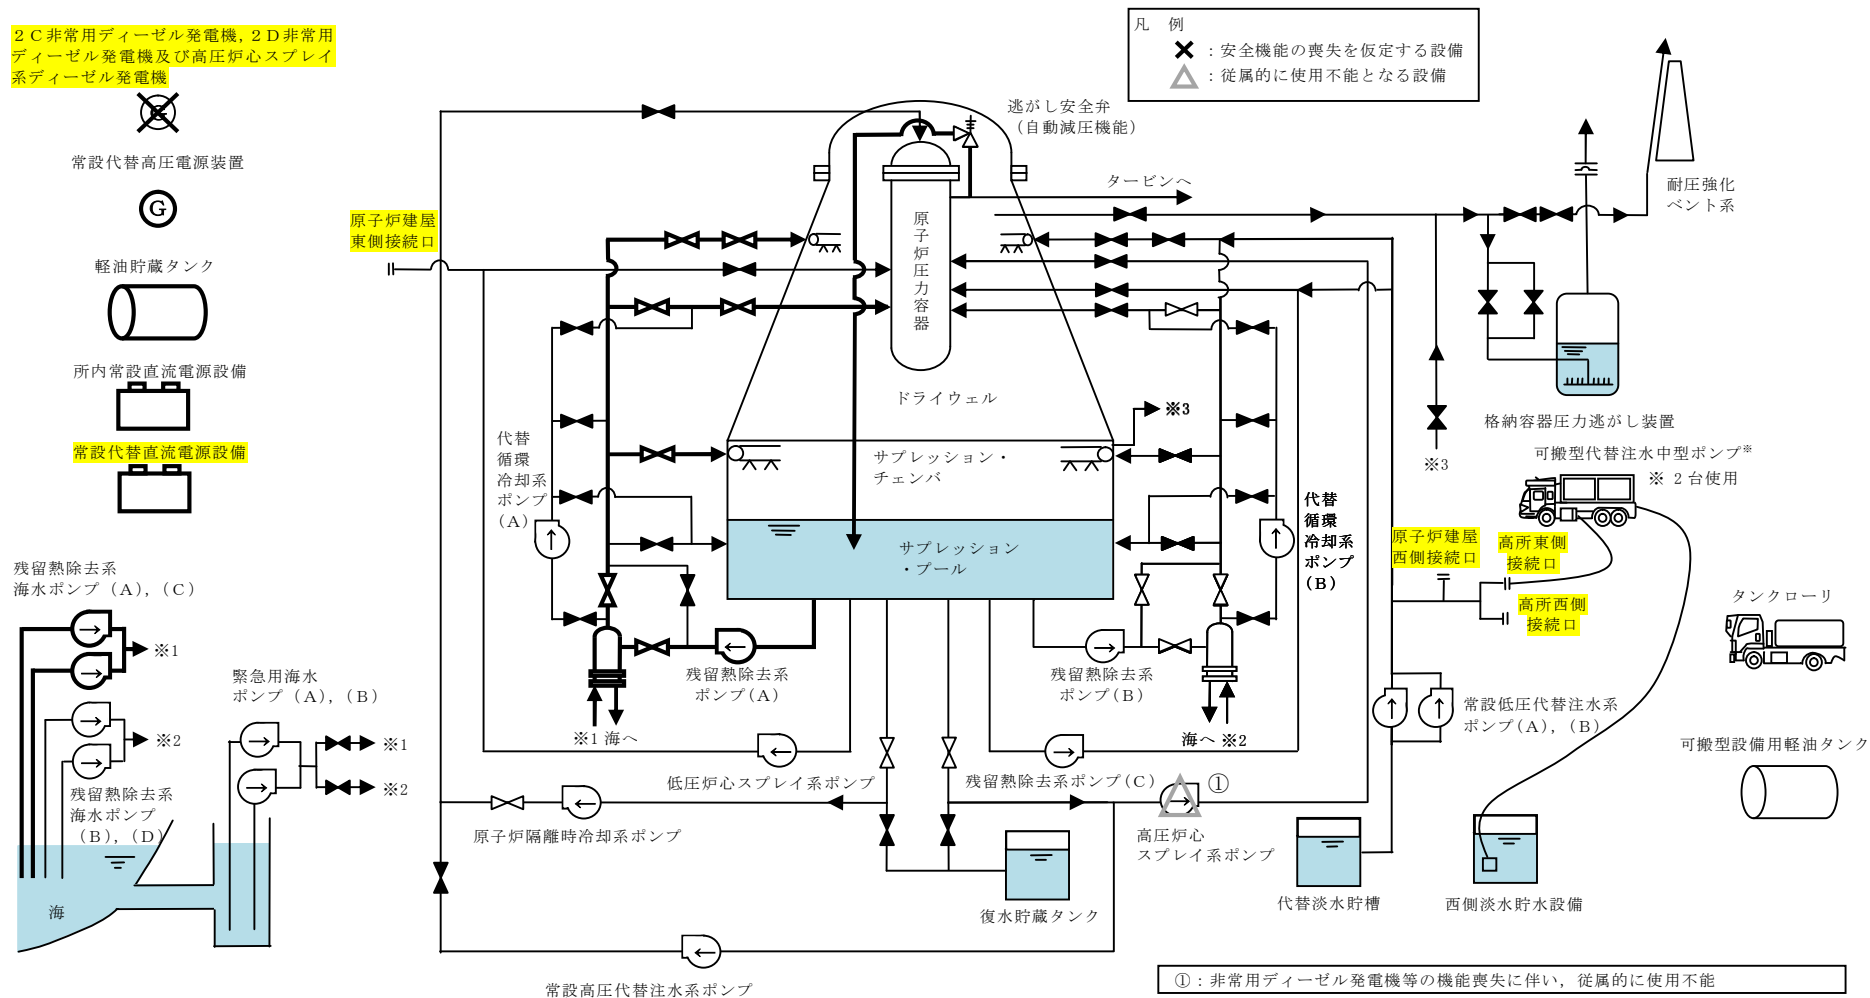 ２Ｃ非常用ディーゼル発電機，２Ｄ非常用
ディーゼル発電機及び高圧炉心スプレイ
系ディーゼル発電機
常設代替高圧電源装置
G
軽油貯蔵タンク
所内常設直流電源設備
常設代替直流電源設備
残留熱除去系
海水ポンプ（Ａ），（Ｃ）
※1
緊急用海水
ポンプ（Ａ），（Ｂ）
※2
※1
※2
残留熱除去系
海水ポンプ
（Ｂ），（Ｄ）
海
凡　例
：安全機能の喪失を仮定する設備
：従属的に使用不能となる設備
逃がし安全弁
（自動減圧機能）
タービンへ
原子炉建屋
東側接続口
原子炉圧力容器
ドライウェル
代替
循環
冷却系
ポンプ
（Ａ）
サプレッション・
チェンバ
※3
サプレッション
・プール
代替
循環
冷却系
ポンプ
（Ｂ）
残留熱除去系
ポンプ(Ａ)
残留熱除去系
ポンプ(Ｂ)
※1 海へ
海へ ※2
低圧炉心スプレイ系ポンプ
残留熱除去系ポンプ(Ｃ)
①
原子炉隔離時冷却系ポンプ
高圧炉心
スプレイ系ポンプ
復水貯蔵タンク
常設高圧代替注水系ポンプ
耐圧強化
ベント系
格納容器圧力逃がし装置
※3
可搬型代替注水中型ポンプ※
※ 2台使用
原子炉建屋
西側接続口
高所東側
接続口
高所西側
接続口
タンクローリ
常設低圧代替注水系
ポンプ(Ａ)，(Ｂ)
可搬型設備用軽油タンク
代替淡水貯槽
西側淡水貯水設備
①：非常用ディーゼル発電機等の機能喪失に伴い，従属的に使用不能